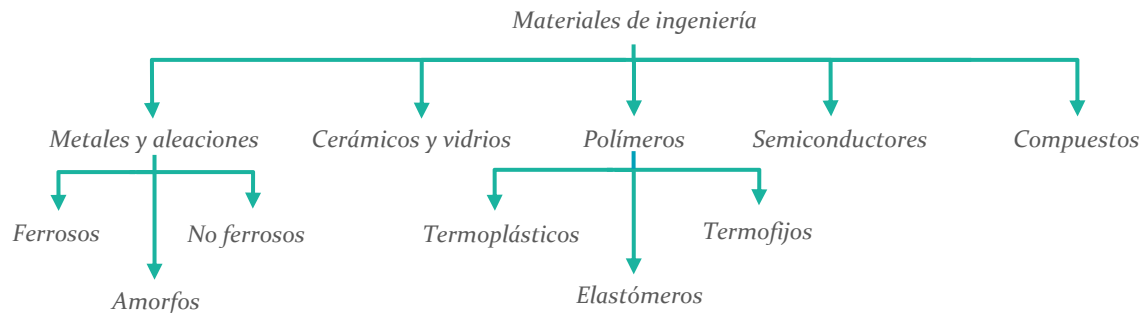 Materiales de ingeniería
Metales y aleaciones
Cerámicos y vidrios
Polímeros
Semiconductores
Compuestos
Ferrosos
No ferrosos
Termoplásticos
Termofijos
Amorfos
Elastómeros